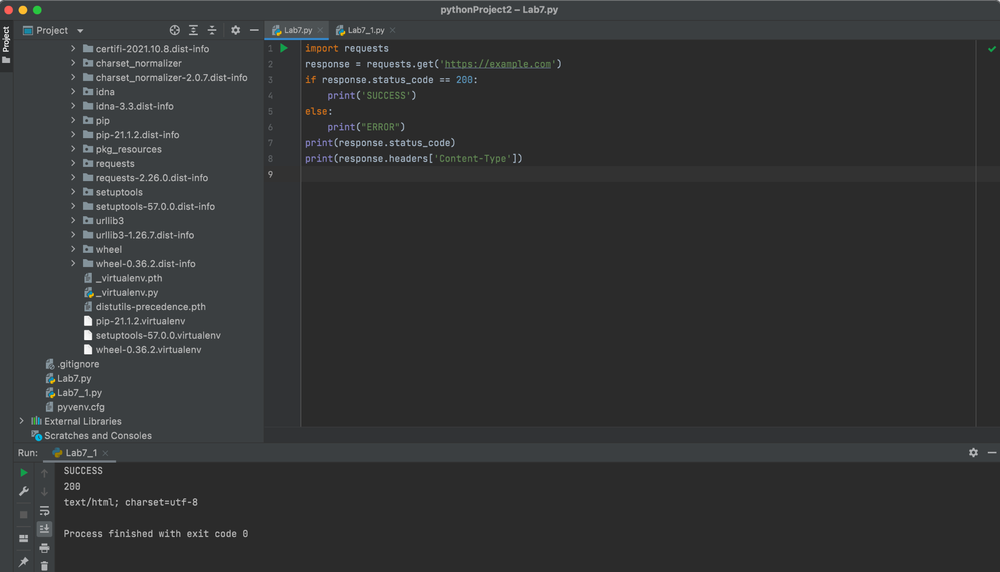 pythonProject2 – Lab7.py
Project
Project
Lab7.py
Lab7_1.py
certifi-2021.10.8.dist-info
charset_normalizer
charset_normalizer-2.0.7.dist-info
idna
idna-3.3.dist-info
pip
pip-21.1.2.dist-info
pkg_resources
requests
requests-2.26.0.dist-info
setuptools
setuptools-57.0.0.dist-info
urllib3
urllib3-1.26.7.dist-info
wheel
wheel-0.36.2.dist-info
_virtualenv.pth
_virtualenv.py
distutils-precedence.pth
pip-21.1.2.virtualenv
setuptools-57.0.0.virtualenv
wheel-0.36.2.virtualenv
.gitignore
Lab7.py
Lab7_1.py
pyvenv.cfg
External Libraries
Scratches and Consoles
1 import requests
2 response = requests.get('https://example.com')
3 if response.status_code == 200:
4     print('SUCCESS')
5 else:
6     print("ERROR")
7 print(response.status_code)
8 print(response.headers['Content-Type'])
9
Run: Lab7_1
SUCCESS
200
text/html; charset=utf-8
Process finished with exit code 0